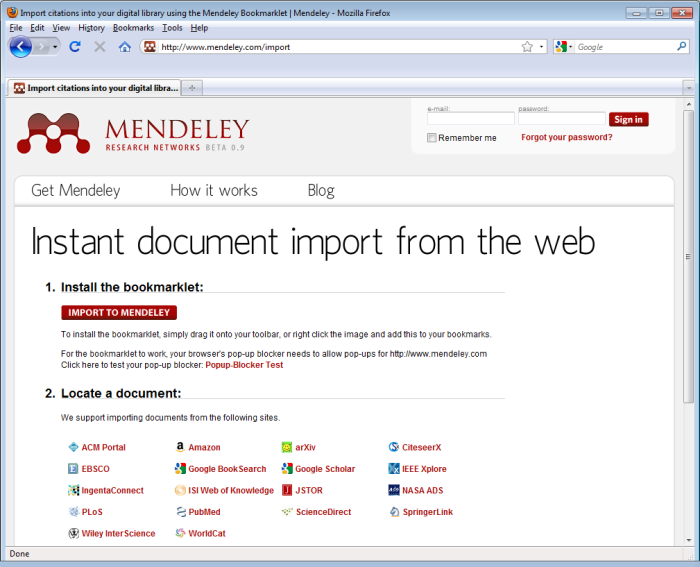 Import citations into your digital library using the Mendeley Bookmarklet | Mendeley - Mozilla Firefox
File Edit View History Bookmarks Tools Help
http://www.mendeley.com/import Google
Import citations into your digital libra...
e-mail: password:
MENDELEY Sign in
RESEARCH NETWORKS BETA 0.9 Remember me Forgot your password?
Get Mendeley How it works Blog
Instant document import from the web
1. Install the bookmarklet:
IMPORT TO MENDELEY
To install the bookmarklet, simply drag it onto your toolbar, or right click the image and add this to your bookmarks.
For the bookmarklet to work, your browser's pop-up blocker needs to allow pop-ups for http://www.mendeley.com
Click here to test your pop-up blocker: Popup-Blocker Test
2. Locate a document:
We support importing documents from the following sites.
ACM Portal Amazon arXiv CiteseerX
EBSCO Google BookSearch Google Scholar IEEE Xplore
IngentaConnect ISI Web of Knowledge JSTOR NASA ADS
PLoS PubMed ScienceDirect SpringerLink
Wiley InterScience WorldCat
Done